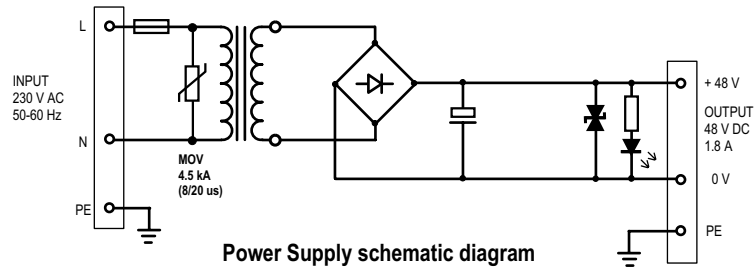 L
INPUT
230 V AC
50-60 Hz
N
PE
MOV
4.5 kA
(8/20 us)
+ 48 V
OUTPUT
48 V DC
1.8 A
0 V
PE
Power Supply schematic diagram